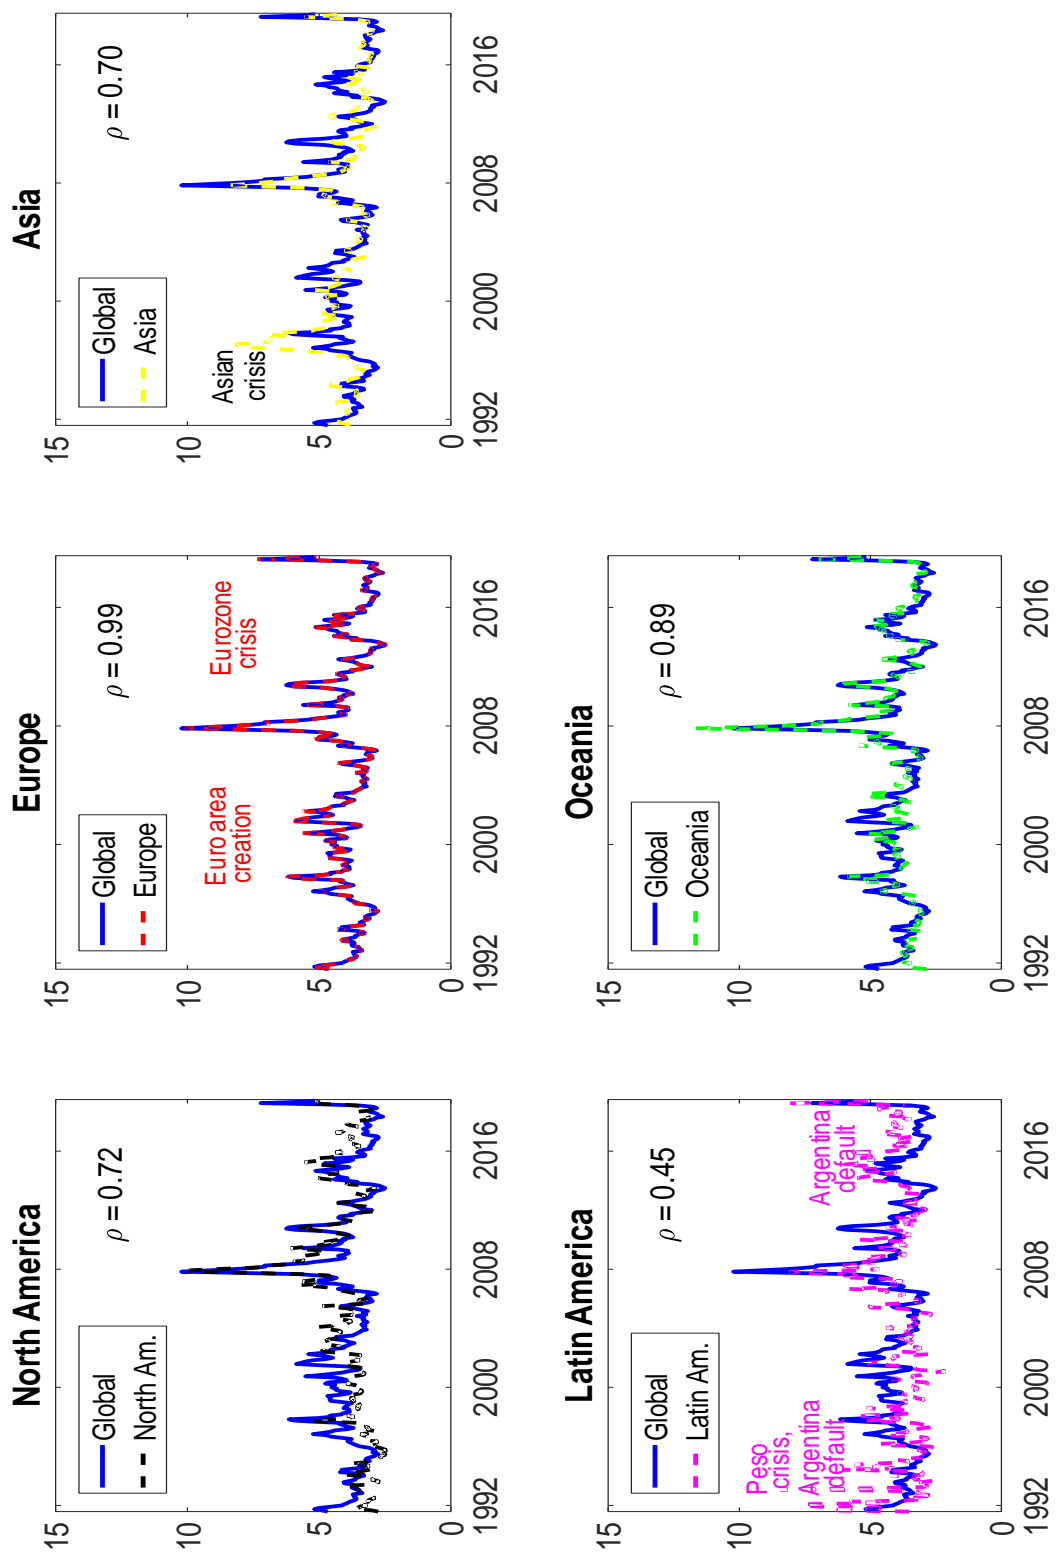 North America
ρ = 0.72
Global
North Am.
15
10
5
0
1992
2000
2008
2016
Europe
ρ = 0.99
Global
Europe
Euro area
creation
Eurozone
crisis
15
10
5
0
1992
2000
2008
2016
Asia
ρ = 0.70
Global
Asia
Asian
crisis
15
10
5
0
1992
2000
2008
2016
Latin America
ρ = 0.45
Global
Latin Am.
Peso
crisis,
Argentina
default
Argentina
default
15
10
5
0
1992
2000
2008
2016
Oceania
ρ = 0.89
Global
Oceania
15
10
5
0
1992
2000
2008
2016